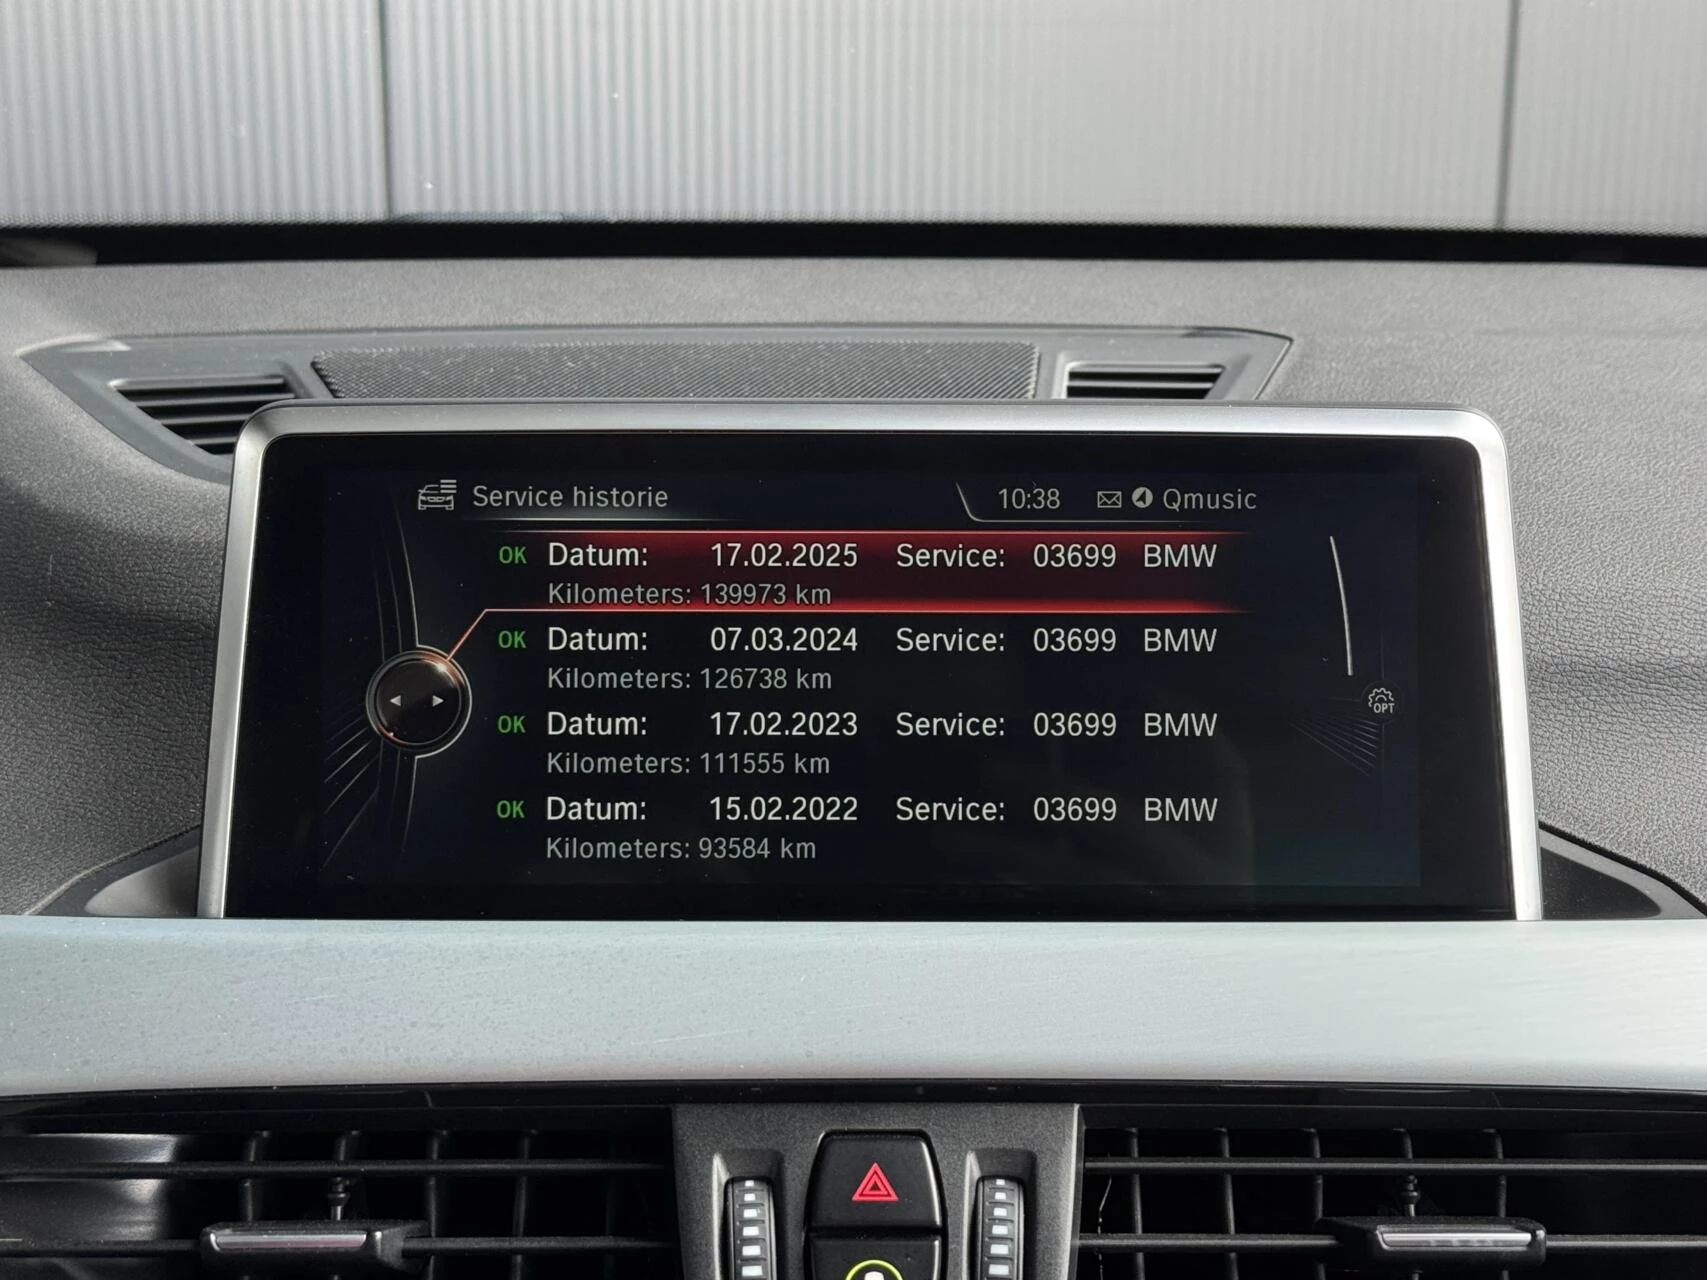 Service historie 10:38 Qmusic
OK Datum: 17.02.2025 Service: 03699 BMW
Kilometers: 139973 km
OK Datum: 07.03.2024 Service: 03699 BMW
Kilometers: 126738 km
OK Datum: 17.02.2023 Service: 03699 BMW
Kilometers: 111555 km
OPT
OK Datum: 15.02.2022 Service: 03699 BMW
Kilometers: 93584 km